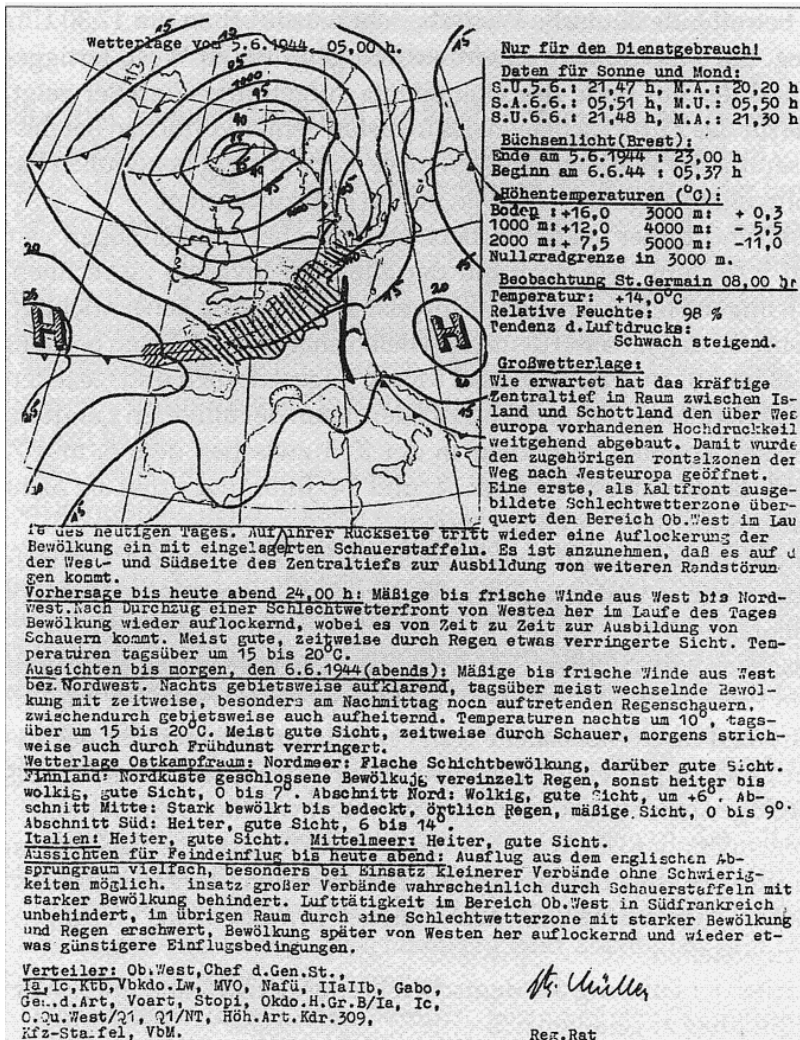 Wetterlage vom 5.6.1944. 05,00 h.
Nur für den Dienstgebrauch!
Daten für Sonne und Mond:
S.U.5.6.: 21,47 h, M.A.: 20,20 h
S.A.6.6.: 05,51 h, M.U.: 05,50 h
S.U.6.6.: 21,48 h, M.A.: 21,30 h
Büchsenlicht(Brest):
Ende am 5.6.1944 : 23,00 h
Beginn am 6.6.44 : 05,37 h
Höhentemperaturen (°C):
Boden :+16,0 3000 m: + 0,3
1000 m:+12,0 4000 m: - 5,5
2000 m:+ 7,5 5000 m: -11,0
Nullgradgrenze in 3000 m.
Beobachtung St.Germain 08,00 hr
Temperatur: +14,0°C
Relative Feuchte: 98 %
Tendenz d.Luftdrucks:
Schwach steigend.
Großwetterlage:
Wie erwartet hat das kräftige
Zentraltief im Raum zwischen Is-
land und Schottland den über Wes
europa vorhandenen Hochdruckkeil
weitgehend abgebaut. Damit wurde
den zugehörigen rontalzonen der
Weg nach Westeuropa geöffnet.
Eine erste, als Kaltfront ausge-
bildete Schlechtwetterzone über-
quert den Bereich Ob.West im Lau
fe des heutigen Tages. Auf ihrer Rückseite tritt wieder eine Auflockerung der
Bewölkung ein mit eingelagerten Schauerstaffeln. Es ist anzunehmen, daß es auf d
der West- und Südseite des Zentraltiefs zur Ausbildung von weiteren Randstörun
gen kommt.
Vorhersage bis heute abend 24,00 h: Mäßige bis frische Winde aus West bis Nord-
west.Nach Durchzug einer Schlechtwetterfront von Westen her im Laufe des Tages
Bewölkung wieder auflockernd, wobei es von Zeit zu Zeit zur Ausbildung von
Schauern kommt. Meist gute, zeitweise durch Regen etwas verringerte Sicht. Tem-
peraturen tagsüber um 15 bis 20°C.
Aussichten bis morgen, den 6.6.1944(abends): Mäßige bis frische Winde aus West
bez.Nordwest. Nachts gebietsweise aufklarend, tagsüber meist wechselnde Bewöl-
kung mit zeitweise, besonders am Nachmittag noch auftretenden Regenschauern,
zwischendurch gebietsweise auch aufheiternd. Temperaturen nachts um 10°, tags-
über um 15 bis 20°C. Meist gute Sicht, zeitweise durch Schauer, morgens strich-
weise auch durch Frühdunst verringert.
Wetterlage Ostkampfraum: Nordmeer: Flache Schichtbewölkung, darüber gute Sicht.
Finnland: Nordküste geschlossene Bewölkujg vereinzelt Regen, sonst heiter bis
wolkig, gute Sicht, 0 bis 7°. Abschnitt Nord: Wolkig, gute Sicht, um +6°. Ab-
schnitt Mitte: Stark bewölkt bis bedeckt, örtlich Regen, mäßige Sicht, 0 bis 9°.
Abschnitt Süd: Heiter, gute Sicht, 6 bis 14°.
Italien: Heiter, gute Sicht. Mittelmeer: Heiter, gute Sicht.
Aussichten für Feindeinflug bis heute abend: Ausflug aus dem englischen Ab-
sprungraum vielfach, besonders bei Einsatz kleinerer Verbände ohne Schwierig-
keiten möglich. insatz großer Verbände wahrscheinlich durch Schauerstaffeln mit
starker Bewölkung behindert. Lufttätigkeit im Bereich Ob.West in Südfrankreich
unbehindert, im übrigen Raum durch eine Schlechtwetterzone mit starker Bewölkung
und Regen erschwert, Bewölkung später von Westen her auflockernd und wieder et-
was günstigere Einflugsbedingungen.
Verteiler: Ob.West,Chef d.Gen.St.,
Ia,Ic,Ktb,Vbkdo.Lw, MVO, Nafü, IIaIIb, Gabo,
Gen.d.Art, Voart, Stopi, Okdo.H.Gr.B/Ia, Ic,
O.Qu.West/Q1, Q1/NT, Höh.Art.Kdr.309,
Kfz-Staffel, VbM.
Müller
Reg.Rat
15
15
1000
95
95
15
20
H
25
20
15
15
20
H
20
15